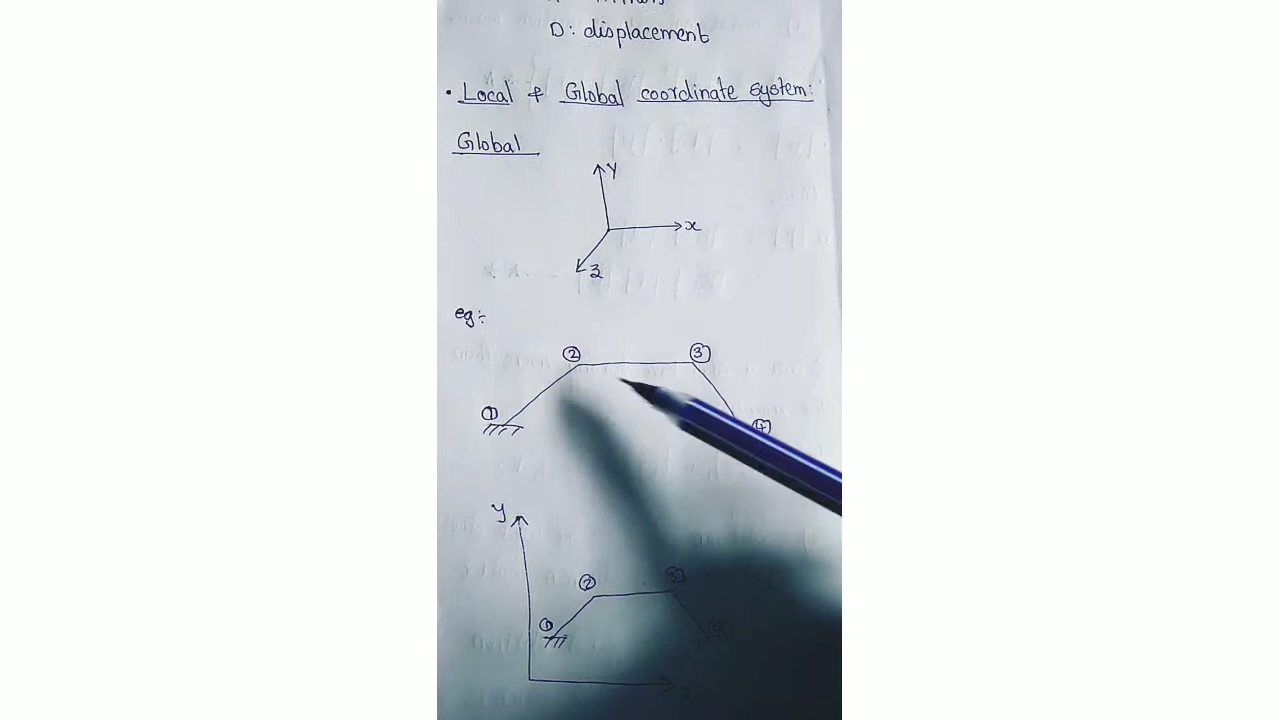 D: displacement
• Local & Global coordinate system:
Global
y
x
z
eg:-
② ③
①
④
y
② ③
①